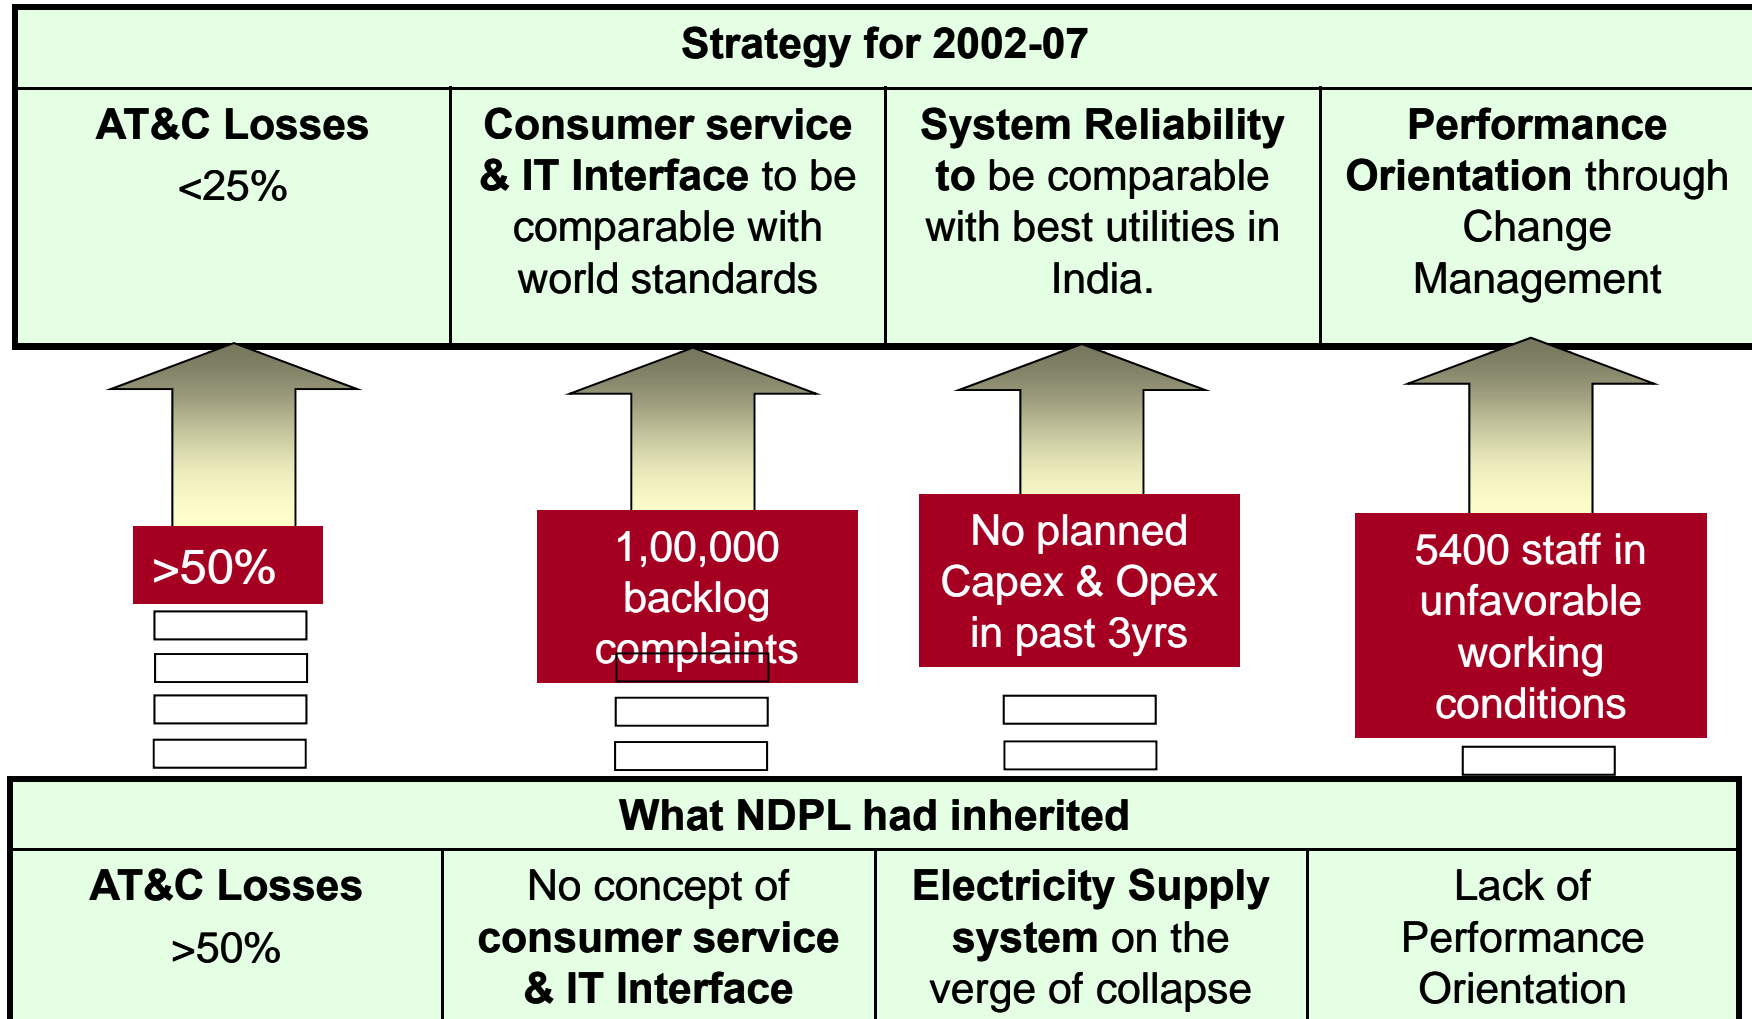 Strategy for 2002-07
AT&C Losses
<25%
Consumer service
& IT Interface to be
comparable with
world standards
System Reliability
to be comparable
with best utilities in
India.
Performance
Orientation through
Change
Management
>50%
1,00,000
backlog
complaints
No planned
Capex & Opex
in past 3yrs
5400 staff in
unfavorable
working
conditions
What NDPL had inherited
AT&C Losses
>50%
No concept of
consumer service
& IT Interface
Electricity Supply
system on the
verge of collapse
Lack of
Performance
Orientation